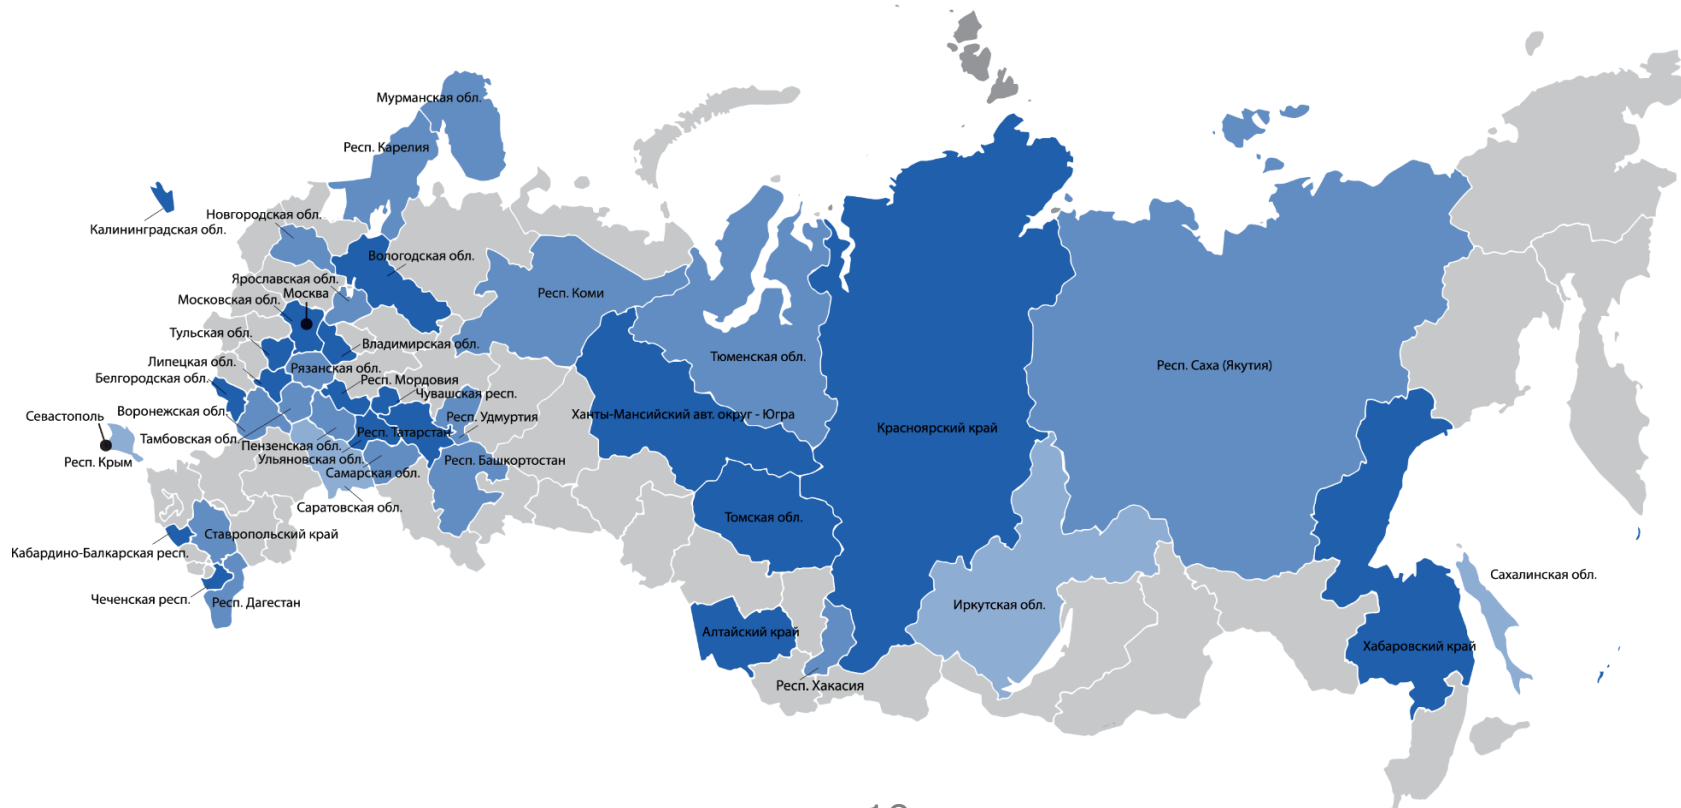 Мурманская обл.
Респ. Карелия
Новгородская обл.
Калининградская обл.
Вологодская обл.
Ярославская обл.
Москва
Московская обл.
Респ. Коми
Тульская обл.
Владимирская обл.
Тюменская обл.
Липецкая обл.
Рязанская обл.
Респ. Саха (Якутия)
Белгородская обл.
Респ. Мордовия
Чувашская респ.
Воронежская обл.
Севастополь
Респ. Удмуртия
Ханты-Мансийский авт. округ - Югра
Красноярский край
Тамбовская обл.
Респ. Татарстан
Пензенская обл.
Ульяновская обл.
Респ. Крым
Респ. Башкортостан
Самарская обл.
Саратовская обл.
Томская обл.
Ставропольский край
Кабардино-Балкарская респ.
Сахалинская обл.
Чеченская респ.
Респ. Дагестан
Иркутская обл.
Алтайский край
Хабаровский край
Респ. Хакасия